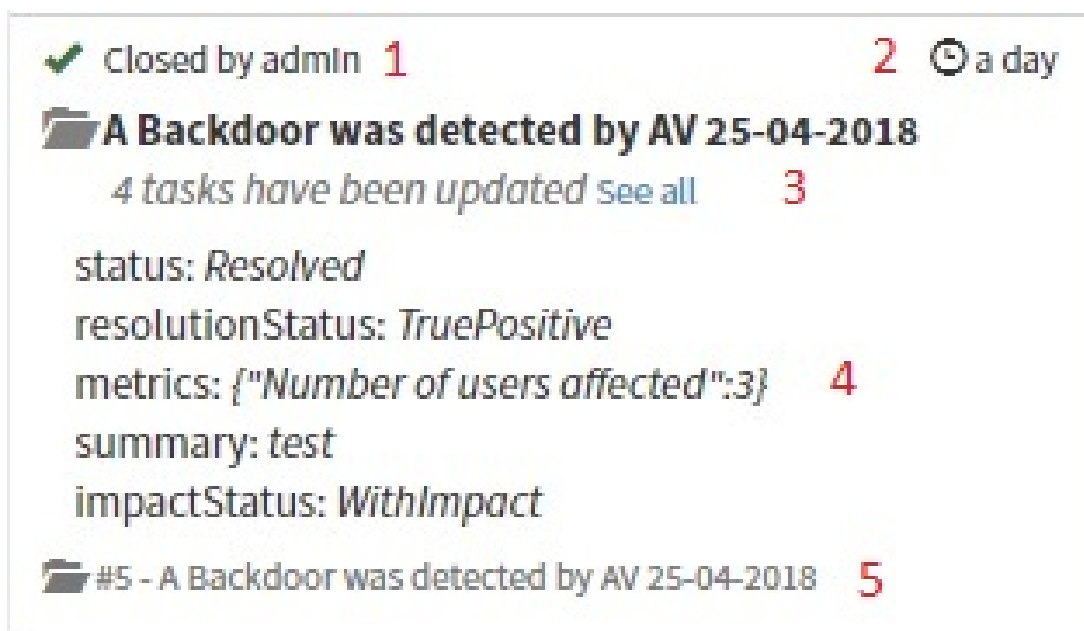 Closed by admin 1 2 a day
A Backdoor was detected by AV 25-04-2018
4 tasks have been updated See all 3
status: Resolved
resolutionStatus: TruePositive
metrics: {"Number of users affected":3} 4
summary: test
impactStatus: WithImpact
#5 - A Backdoor was detected by AV 25-04-2018 5